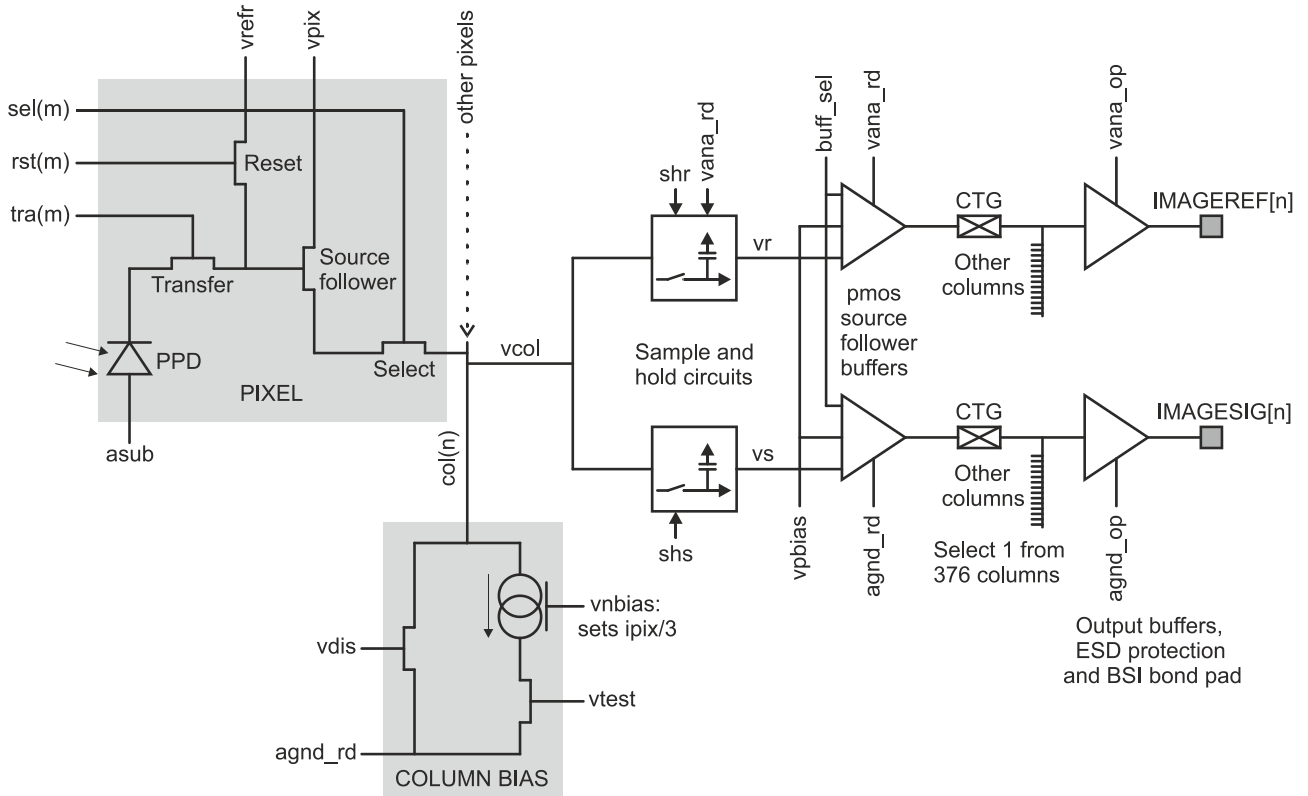 vrefr
vpix
other pixels
sel(m)
rst(m)
tra(m)
Reset
Transfer
Source
follower
Select
PPD
PIXEL
asub
col(n)
vcol
shr
vana_rd
vr
Sample and
hold circuits
vs
shs
buff_sel
vana_rd
pmos
source
follower
buffers
vpbias
agnd_rd
CTG
Other
columns
CTG
Other
columns
Select 1 from
376 columns
vana_op
IMAGEREF[n]
IMAGESIG[n]
agnd_op
Output buffers,
ESD protection
and BSI bond pad
vnbias:
sets ipix/3
vdis
vtest
agnd_rd
COLUMN BIAS